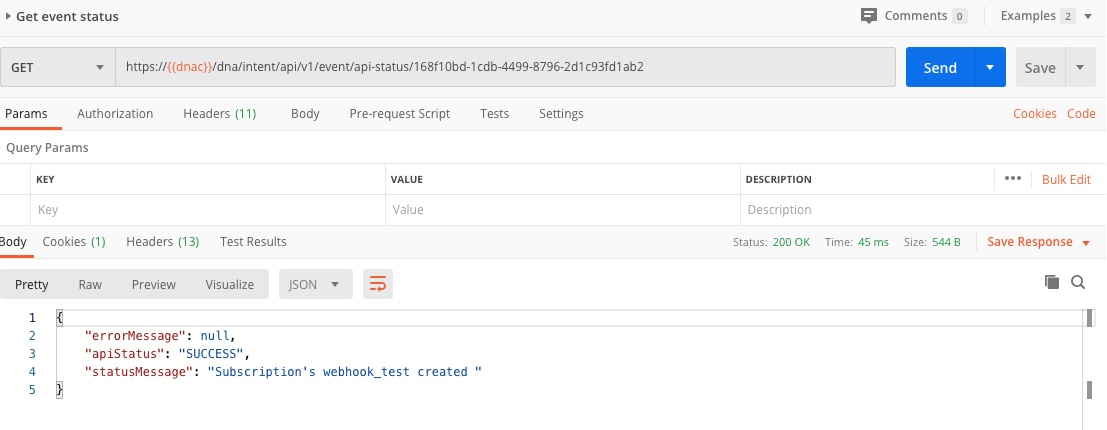 Get event status Comments 0 Examples 2
GET https://{{dnac}}/dna/intent/api/v1/event/api-status/168f10bd-1cdb-4499-8796-2d1c93fd1ab2 Send Save
Params Authorization Headers (11) Body Pre-request Script Tests Settings Cookies Code
Query Params
KEY VALUE DESCRIPTION ••• Bulk Edit
Key Value Description
Body Cookies (1) Headers (13) Test Results Status: 200 OK Time: 45 ms Size: 544 B Save Response
Pretty Raw Preview Visualize JSON
1 {
2 "errorMessage": null,
3 "apiStatus": "SUCCESS",
4 "statusMessage": "Subscription's webhook_test created "
5 }